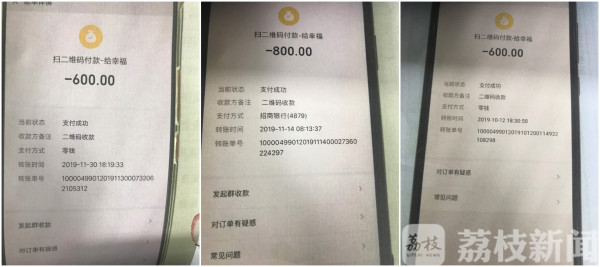 扫二维码付款-给幸福
-600.00
当前状态 支付成功
收款方备注 二维码收款
支付方式 零钱
转账时间 2019-11-30 18:19:33
转账单号 10000499012019113000073206
2105312
发起群收款
对订单有疑惑
扫二维码付款-给幸福
-800.00
当前状态 支付成功
收款方备注 二维码收款
支付方式 招商银行(4879)
转账时间 2019-11-14 08:13:37
转账单号 10000499012019111400027360
224297
发起群收款
对订单有疑惑
常见问题
扫二维码付款-给幸福
-600.00
当前状态 支付成功
收款方备注 二维码收款
支付方式 零钱
转账时间 2019-10-12 18:30:50
转账单号 10000499012019101200114922
108298
对订单有疑惑
常见问题
荔枝
荔枝新闻